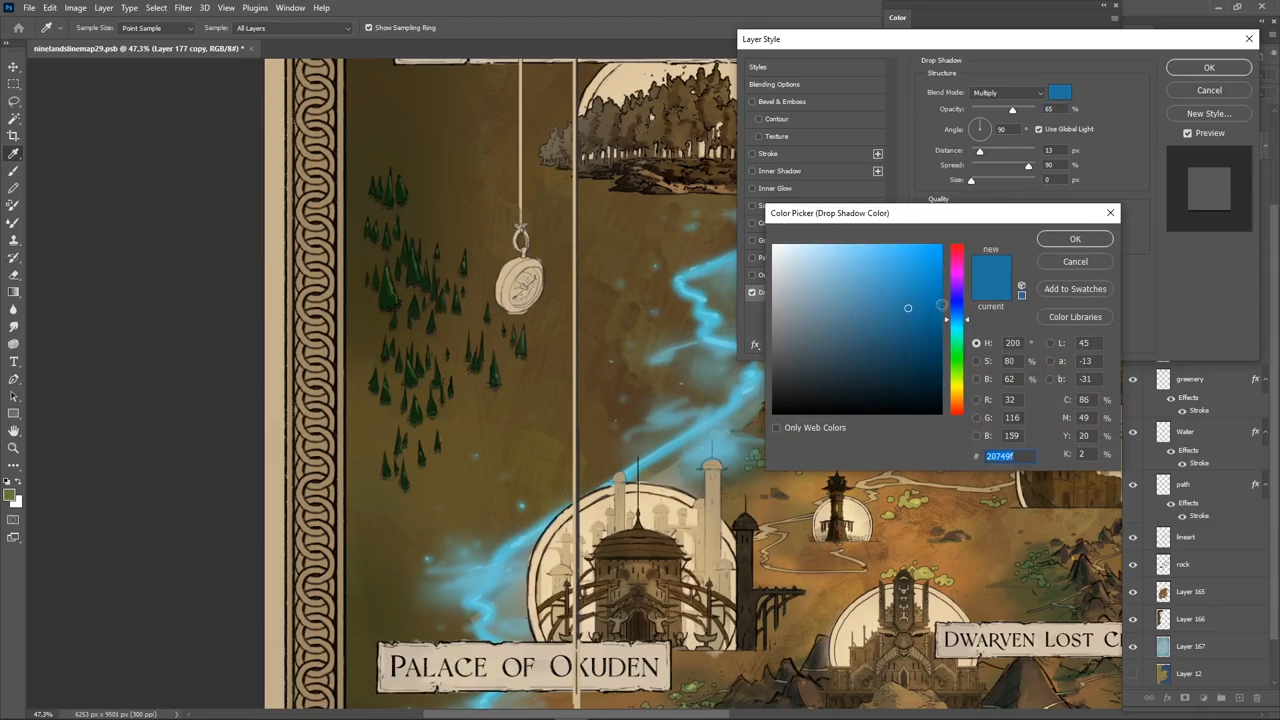 Ps File Edit Image Layer Type Select Filter 3D View Plugins Window Help
Sample Size: Point Sample Sample: All Layers Show Sampling Ring
ninelandslinemap29.psb @ 47,3% (Layer 177 copy, RGB/8#) * ×
Color
Layer Style
Styles
Blending Options
Bevel & Emboss
Contour
Texture
Stroke
Inner Shadow
Inner Glow
Drop Shadow
Structure
Blend Mode: Multiply
Opacity: 65 %
Angle: 90 ° Use Global Light
Distance: 13 px
Spread: 90 %
Size: 0 px
Quality
OK
Cancel
New Style...
Preview
fx
Color Picker (Drop Shadow Color)
new
current
OK
Cancel
Add to Swatches
Color Libraries
H: 200 ° L: 45
S: 80 % a: -13
B: 62 % b: -31
R: 32 C: 86 %
G: 116 M: 49 %
B: 159 Y: 20 %
# 20749f K: 2 %
Only Web Colors
greenery fx
Effects
Stroke
Water fx
Effects
Stroke
path fx
Effects
Stroke
lineart
rock
Layer 165
Layer 166
Layer 167
Layer 12
fx
Palace of Okuden
Dwarven Lost C
47,3% 6253 px x 9501 px (300 ppi)